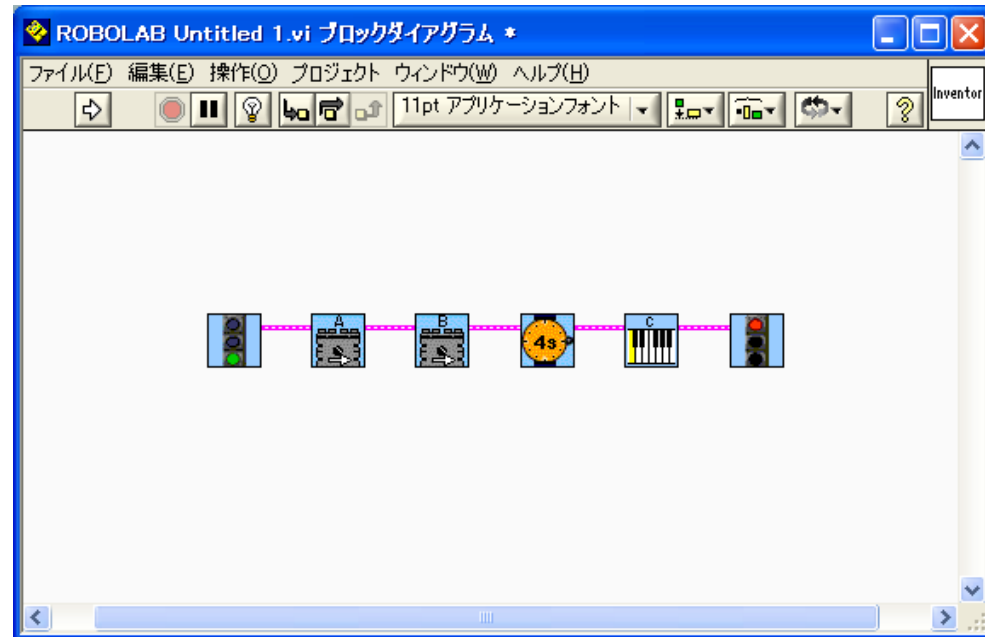 ROBOLAB Untitled 1.vi ブロックダイアグラム *
ファイル(F) 編集(E) 操作(O) プロジェクト ウィンドウ(W) ヘルプ(H)
11pt アプリケーションフォント
Inventor
A B 4s C